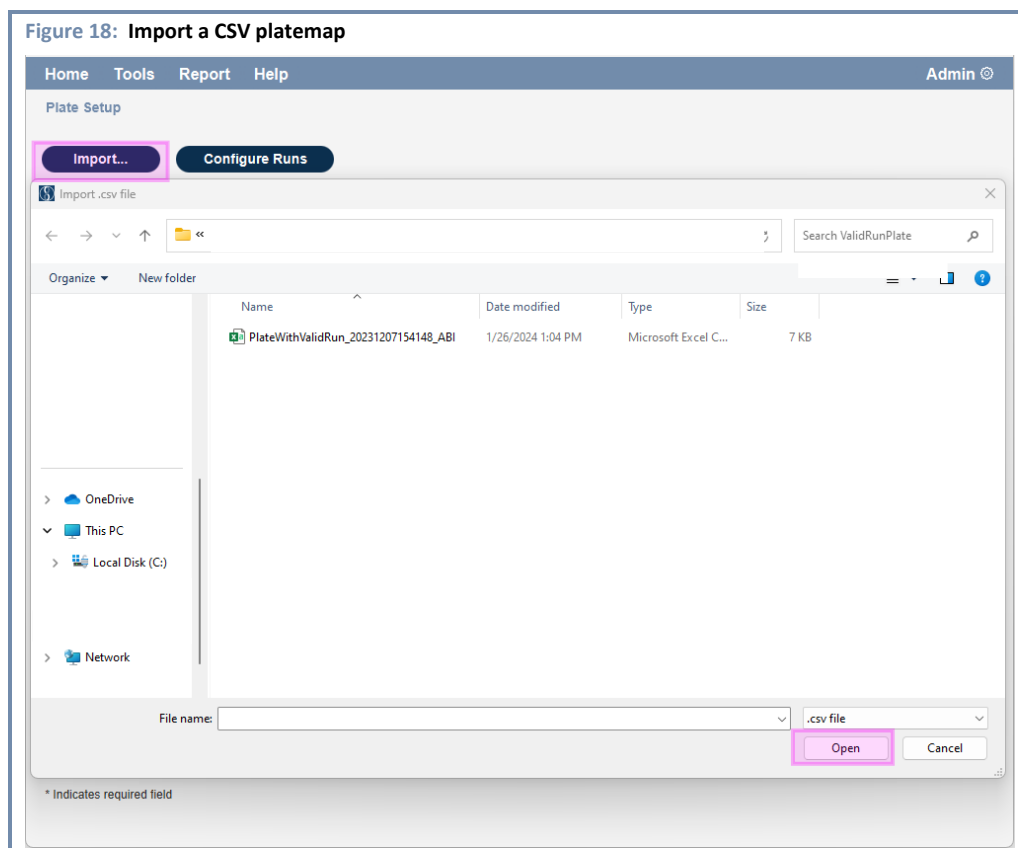 Figure 18: Import a CSV platemap
Home Tools Report Help Admin
Plate Setup
Import... Configure Runs
Import .csv file
« Search ValidRunPlate
Organize New folder
Name Date modified Type Size
PlateWithValidRun_20231207154148_ABI 1/26/2024 1:04 PM Microsoft Excel C... 7 KB
OneDrive
This PC
Local Disk (C:)
Network
File name: .csv file
Open Cancel
* Indicates required field